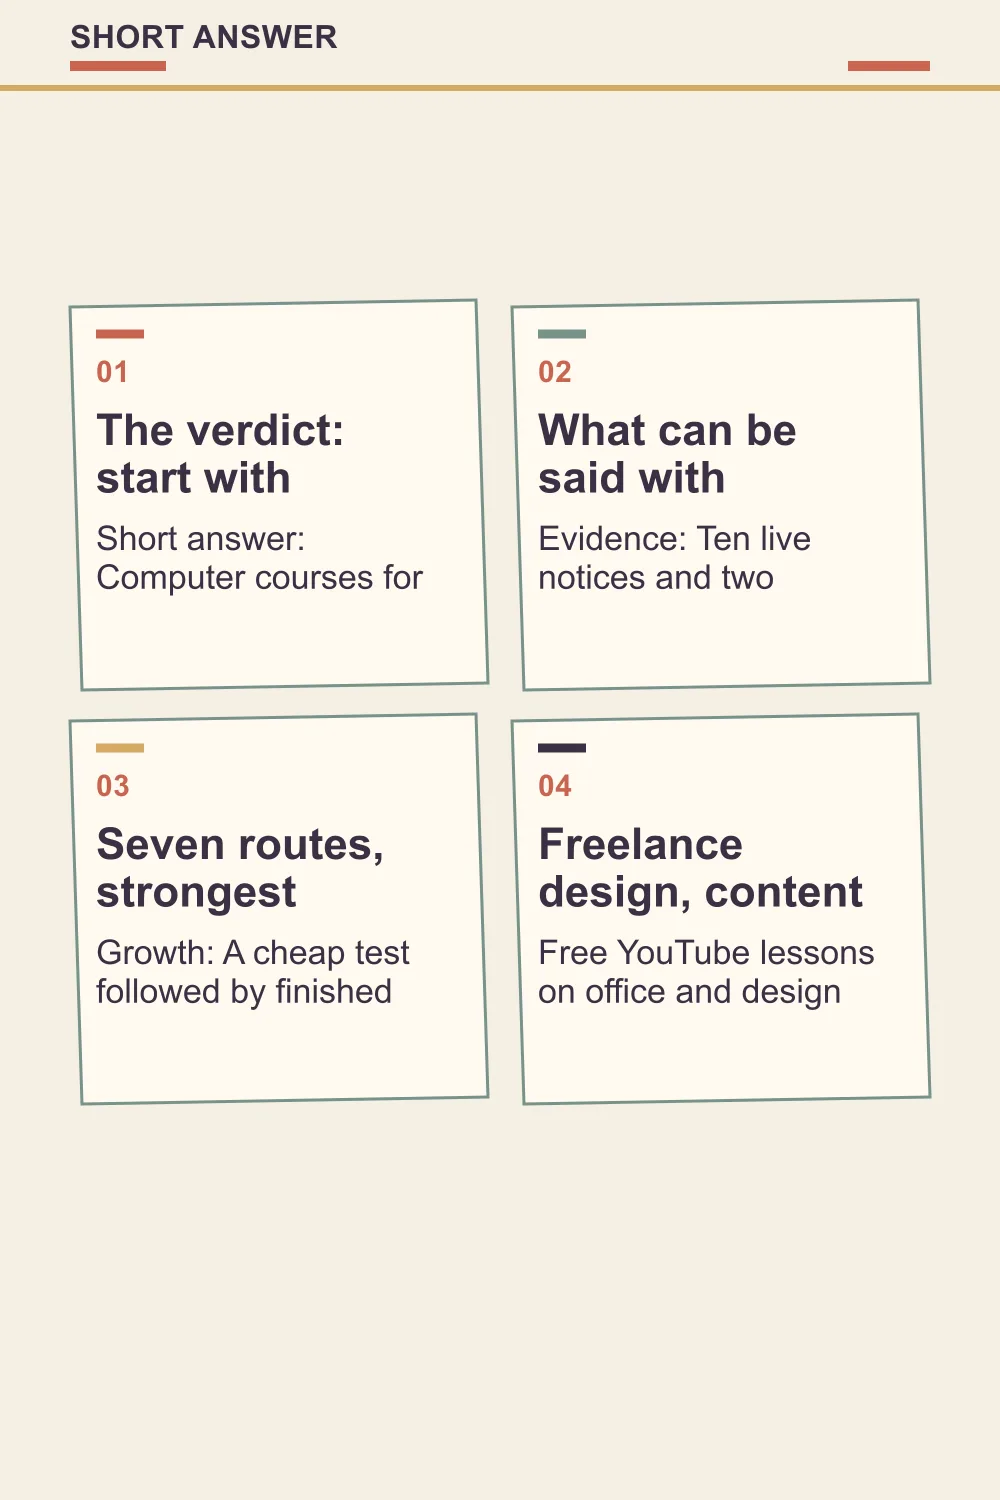 SHORT ANSWER
01
The verdict:
start with
Short answer:
Computer courses for
02
What can be
said with
Evidence: Ten live
notices and two
03
Seven routes,
strongest
Growth: A cheap test
followed by finished
04
Freelance
design, content
Free YouTube lessons
on office and design